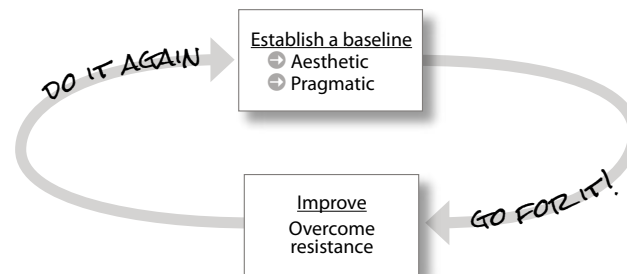 DO IT AGAIN
Establish a baseline
Aesthetic
Pragmatic
GO FOR IT!
Improve
Overcome
resistance